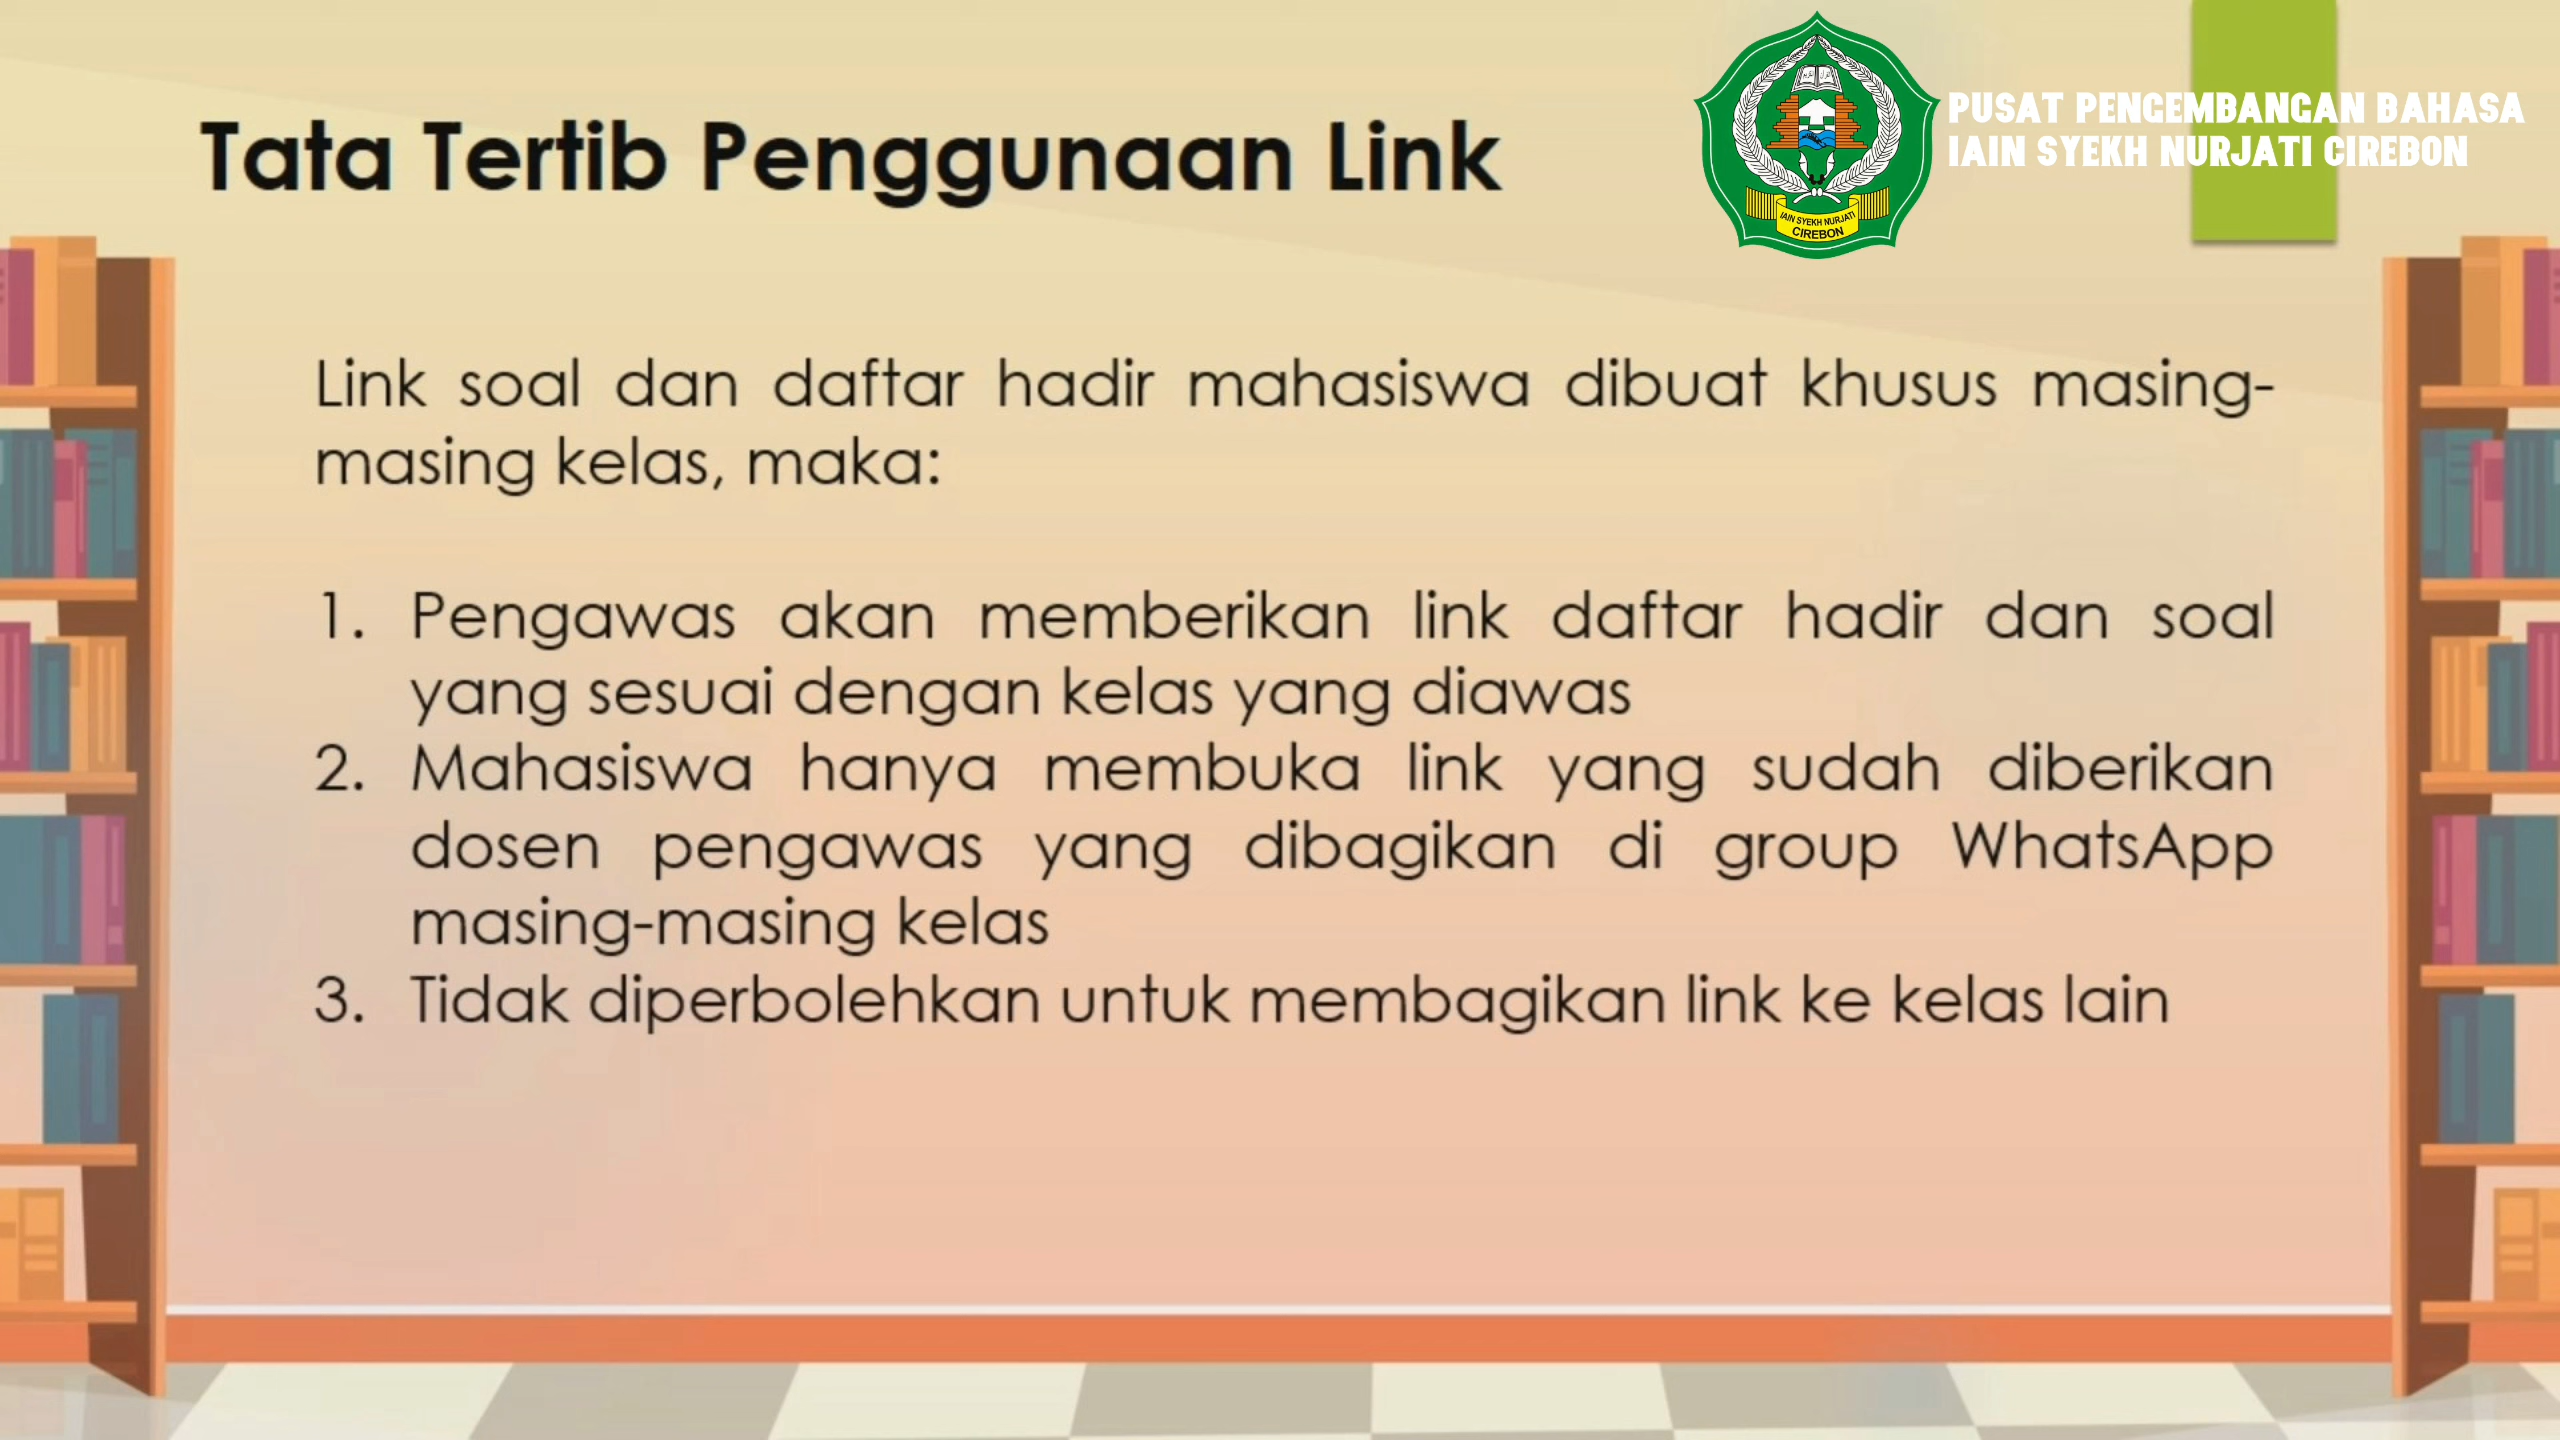 Tata Tertib Penggunaan Link
PUSAT PENGEMBANGAN BAHASA
IAIN SYEKH NURJATI CIREBON
IAIN SYEKH NURJATI
CIREBON
Link soal dan daftar hadir mahasiswa dibuat khusus masing-
masing kelas, maka:
1. Pengawas akan memberikan link daftar hadir dan soal
yang sesuai dengan kelas yang diawas
2. Mahasiswa hanya membuka link yang sudah diberikan
dosen pengawas yang dibagikan di group WhatsApp
masing-masing kelas
3. Tidak diperbolehkan untuk membagikan link ke kelas lain